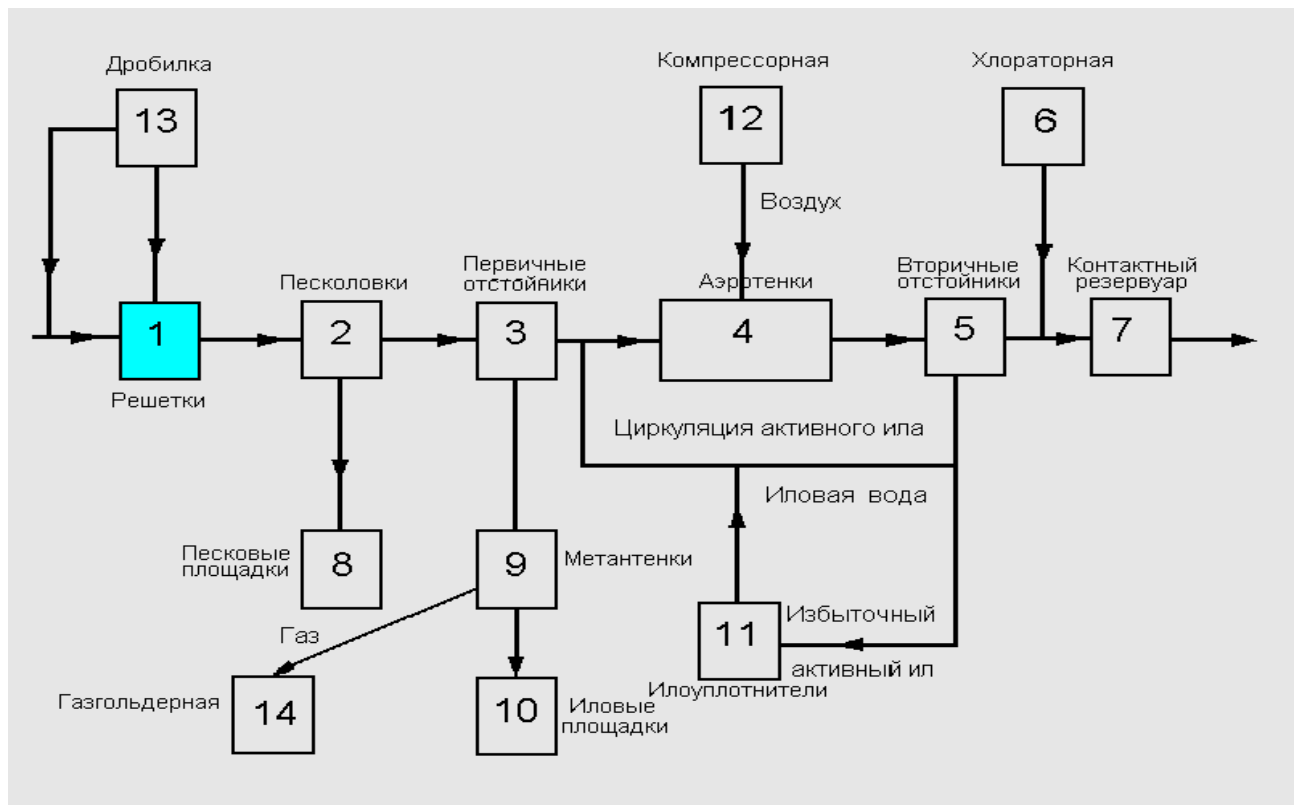 Дробилка
13
Компрессорная
12
Хлораторная
6
Воздух
Песколовки
Первичные
отстойники
Аэротенки
Вторичные
отстойники
Контактный
резервуар
1
2
3
4
5
7
Решетки
Циркуляция активного ила
Иловая вода
Песковые
площадки
8
9
Метантенки
11
Избыточный
активный ил
Илоуплотнители
Газ
Газгольдерная
14
10
Иловые
площадки